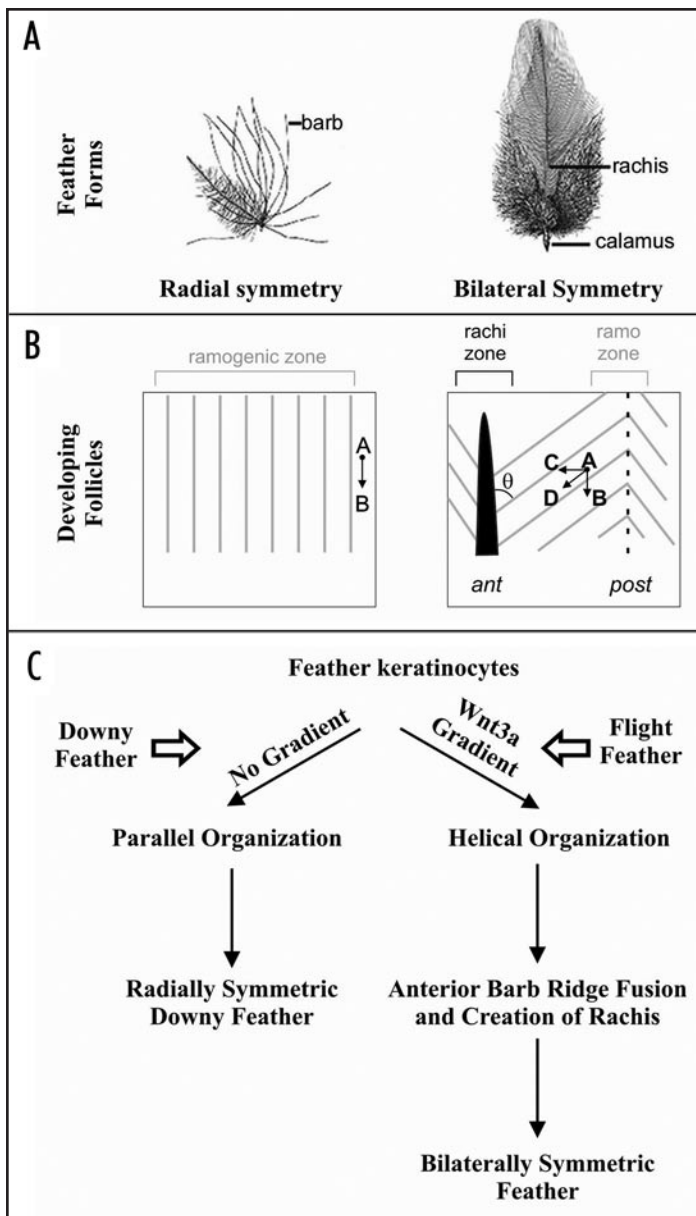 A
Feather
Forms
barb
rachis
calamus
Radial symmetry
Bilateral Symmetry
B
Developing
Follicles
ramogenic zone
A
B
rachi
zone
ramo
zone
C
A
D
B
θ
ant
post
C
Feather keratinocytes
Downy
Feather
No Gradient
Wnt3a
Gradient
Flight
Feather
Parallel Organization
Helical Organization
Radially Symmetric
Downy Feather
Anterior Barb Ridge Fusion
and Creation of Rachis
Bilaterally Symmetric
Feather